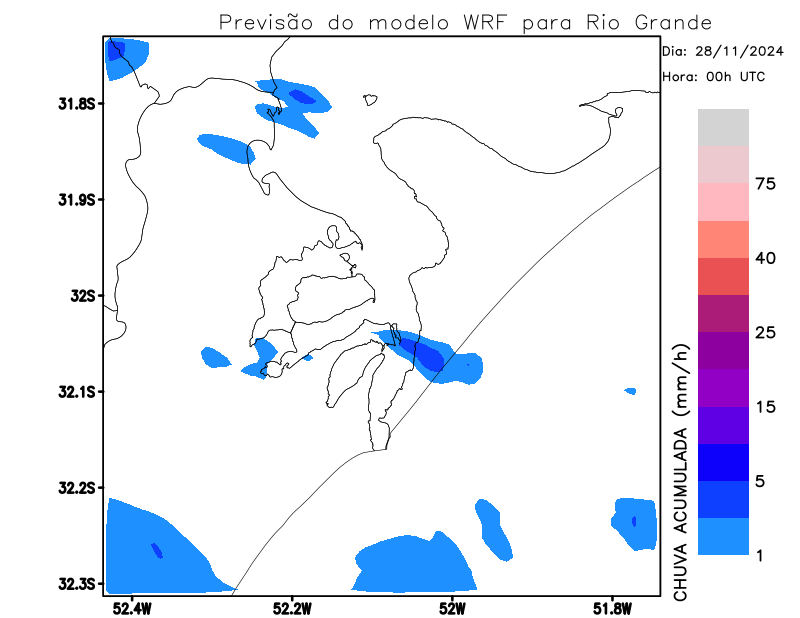 Previsão do modelo WRF para Rio Grande
Dia: 28/11/2024
Hora: 00h UTC
31.8S
31.9S
32S
32.1S
32.2S
32.3S
52.4W
52.2W
52W
51.8W
75
40
25
15
5
1
CHUVA ACUMULADA (mm/h)